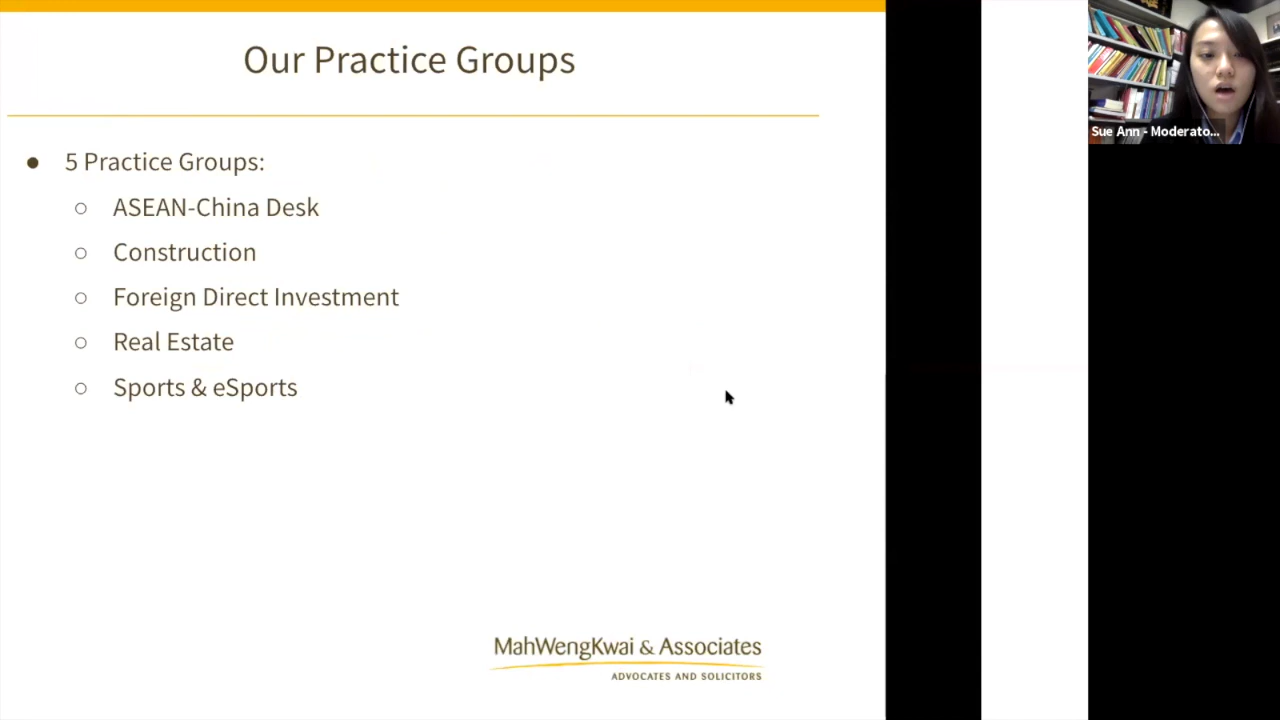 Our Practice Groups
● 5 Practice Groups:
○ ASEAN-China Desk
○ Construction
○ Foreign Direct Investment
○ Real Estate
○ Sports & eSports
MahWengKwai & Associates
ADVOCATES AND SOLICITORS
Sue Ann - Moderato...